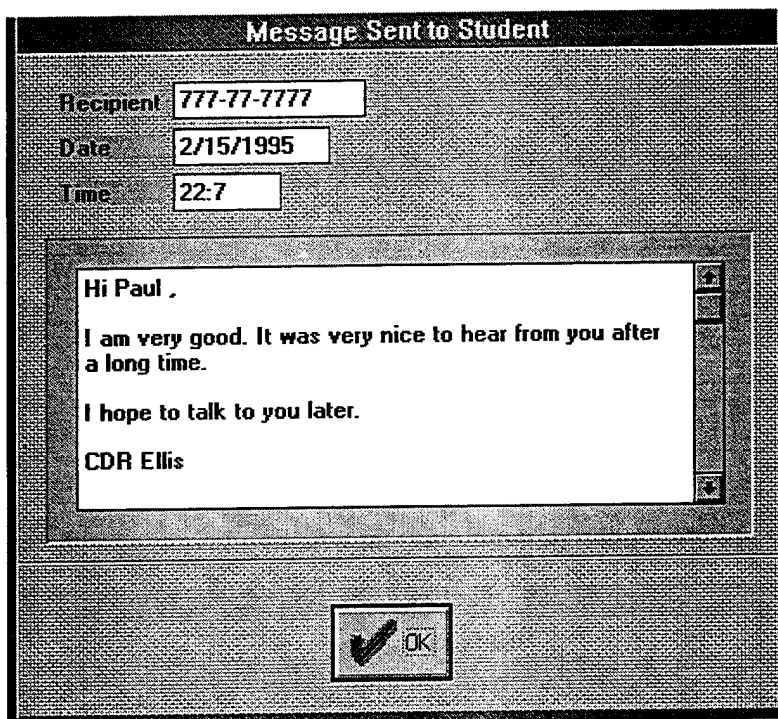 Message Sent to Student
Recipient 777-77-7777
Date 2/15/1995
Time 22:7
Hi Paul ,
I am very good. It was very nice to hear from you after
a long time.
I hope to talk to you later.
CDR Ellis
OK